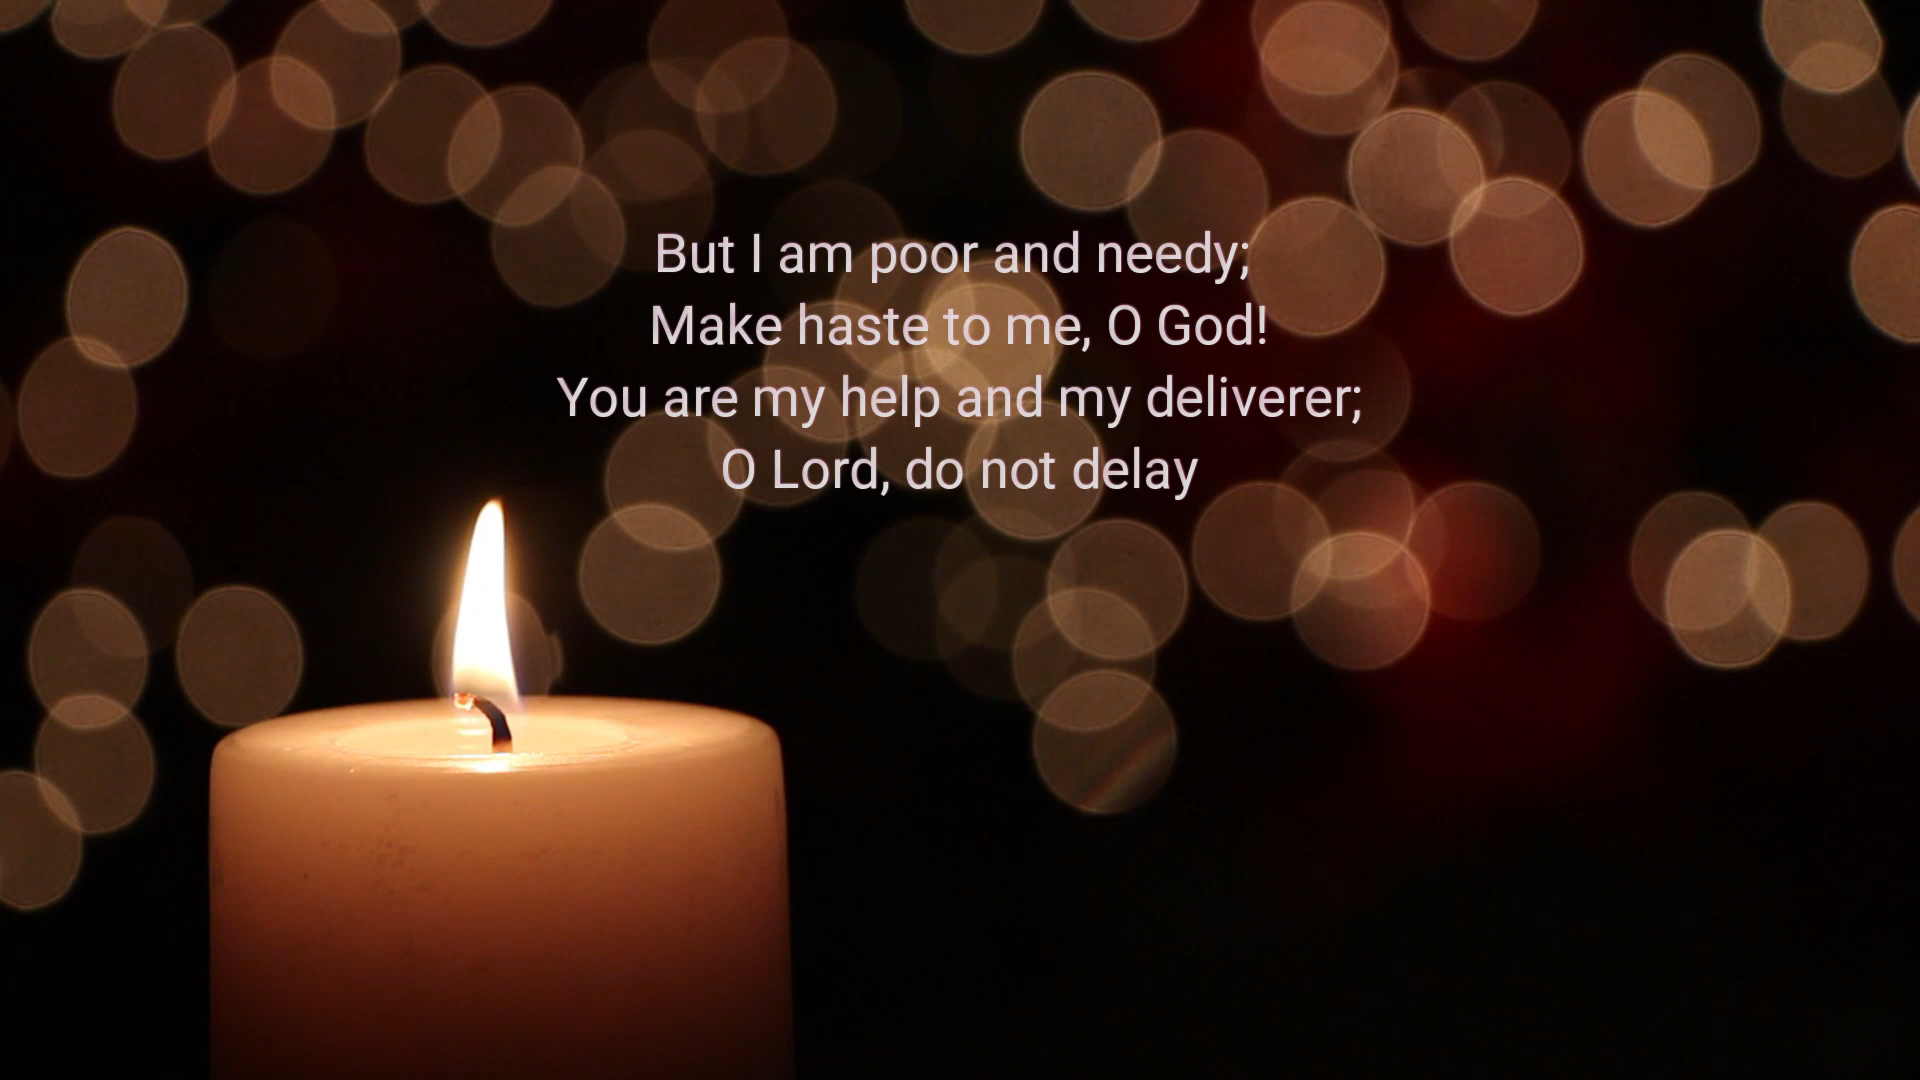 But I am poor and needy;
Make haste to me, O God!
You are my help and my deliverer;
O Lord, do not delay